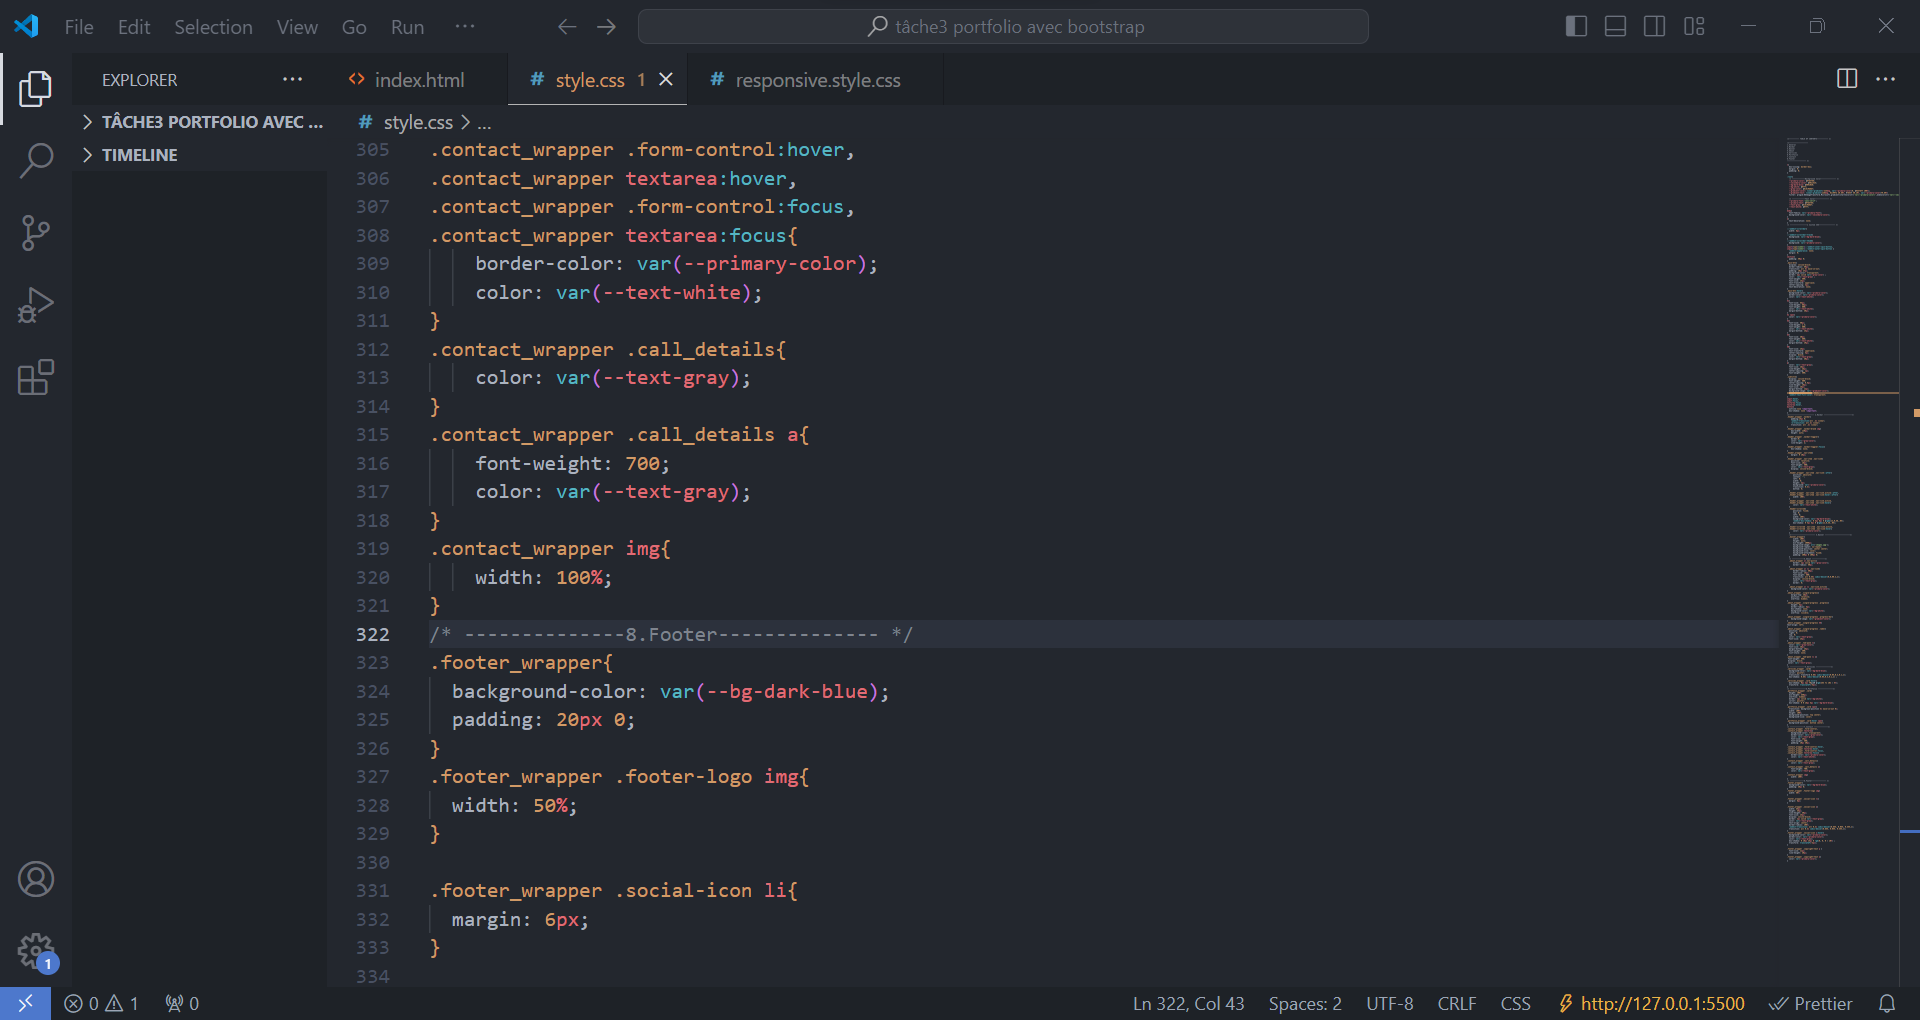 File Edit Selection View Go Run ··· tâche3 portfolio avec bootstrap
EXPLORER ··· <> index.html # style.css 1 # responsive.style.css ···
TÂCHE3 PORTFOLIO AVEC ...
TIMELINE
# style.css > ...
305 .contact_wrapper .form-control:hover,
306 .contact_wrapper textarea:hover,
307 .contact_wrapper .form-control:focus,
308 .contact_wrapper textarea:focus{
309 border-color: var(--primary-color);
310 color: var(--text-white);
311 }
312 .contact_wrapper .call_details{
313 color: var(--text-gray);
314 }
315 .contact_wrapper .call_details a{
316 font-weight: 700;
317 color: var(--text-gray);
318 }
319 .contact_wrapper img{
320 width: 100%;
321 }
322 /* --------------8.Footer-------------- */
323 .footer_wrapper{
324 background-color: var(--bg-dark-blue);
325 padding: 20px 0;
326 }
327 .footer_wrapper .footer-logo img{
328 width: 50%;
329 }
330
331 .footer_wrapper .social-icon li{
332 margin: 6px;
333 }
334
1
0 1 0 Ln 322, Col 43 Spaces: 2 UTF-8 CRLF CSS http://127.0.0.1:5500 Prettier